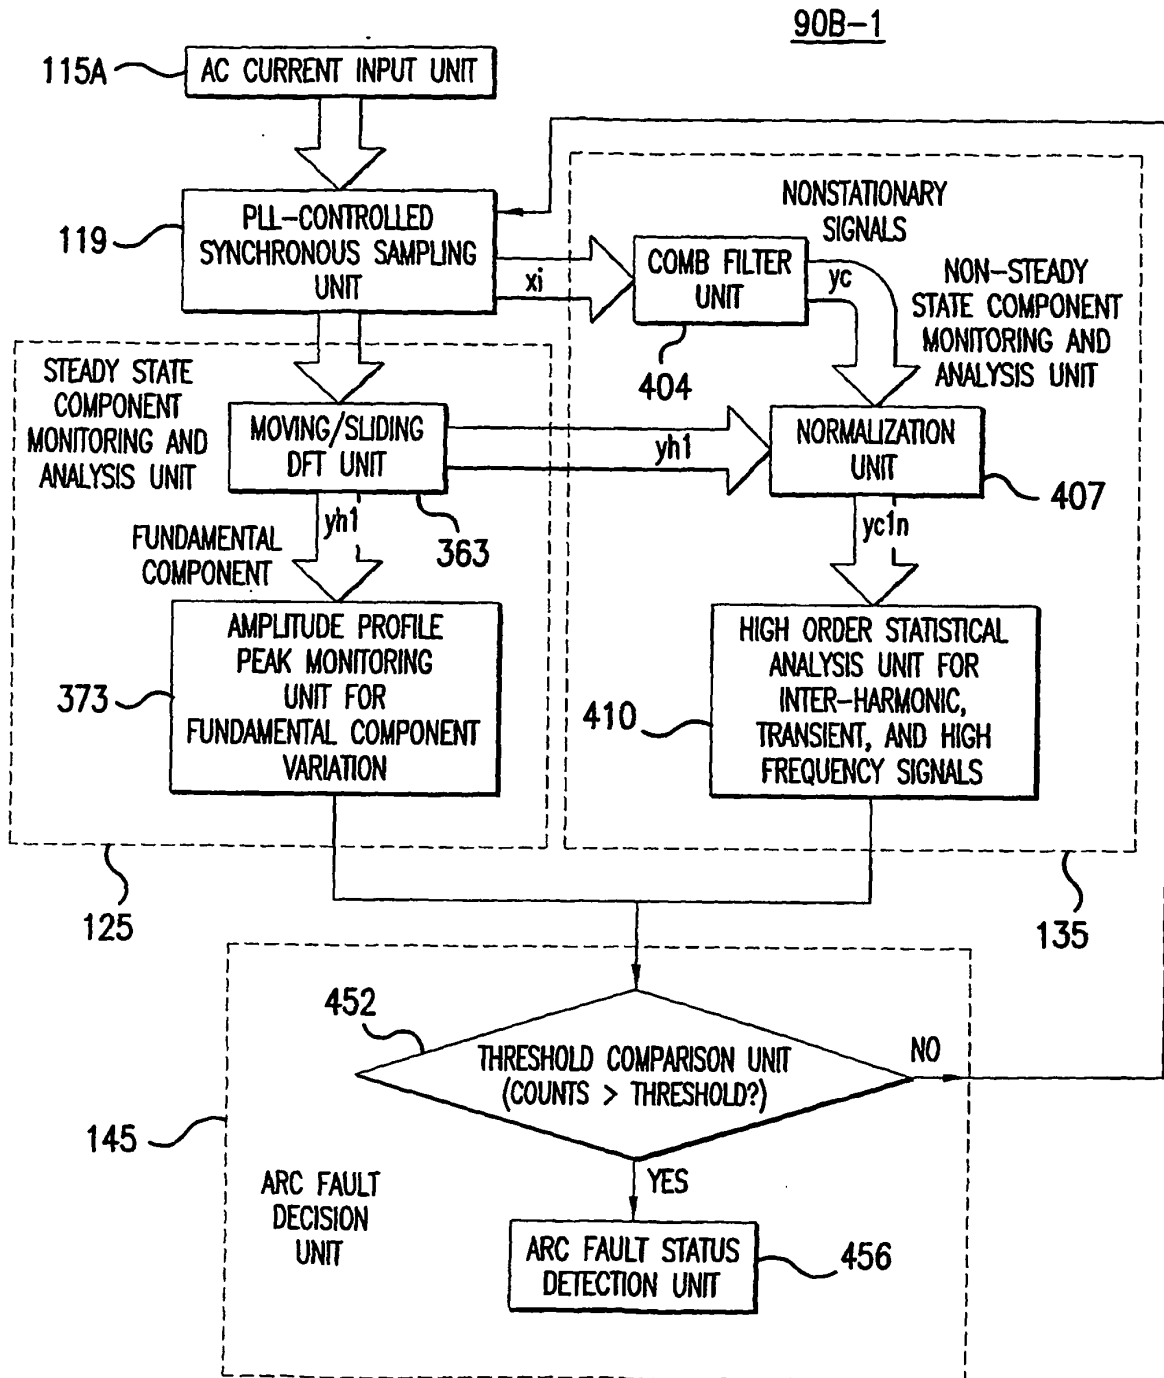 90B-1
115A
AC CURRENT INPUT UNIT
119
PLL-CONTROLLED
SYNCHRONOUS SAMPLING
UNIT
xi
NONSTATIONARY
SIGNALS
COMB FILTER
UNIT
yc
404
NON-STEADY
STATE COMPONENT
MONITORING AND
ANALYSIS UNIT
STEADY STATE
COMPONENT
MONITORING AND
ANALYSIS UNIT
MOVING/SLIDING
DFT UNIT
yh1
NORMALIZATION
UNIT
407
yh1
363
yc1n
FUNDAMENTAL
COMPONENT
373
AMPLITUDE PROFILE
PEAK MONITORING
UNIT FOR
FUNDAMENTAL COMPONENT
VARIATION
410
HIGH ORDER STATISTICAL
ANALYSIS UNIT FOR
INTER-HARMONIC,
TRANSIENT, AND HIGH
FREQUENCY SIGNALS
125
135
452
THRESHOLD COMPARISON UNIT
(COUNTS > THRESHOLD?)
NO
145
YES
ARC FAULT
DECISION
UNIT
ARC FAULT STATUS
DETECTION UNIT
456